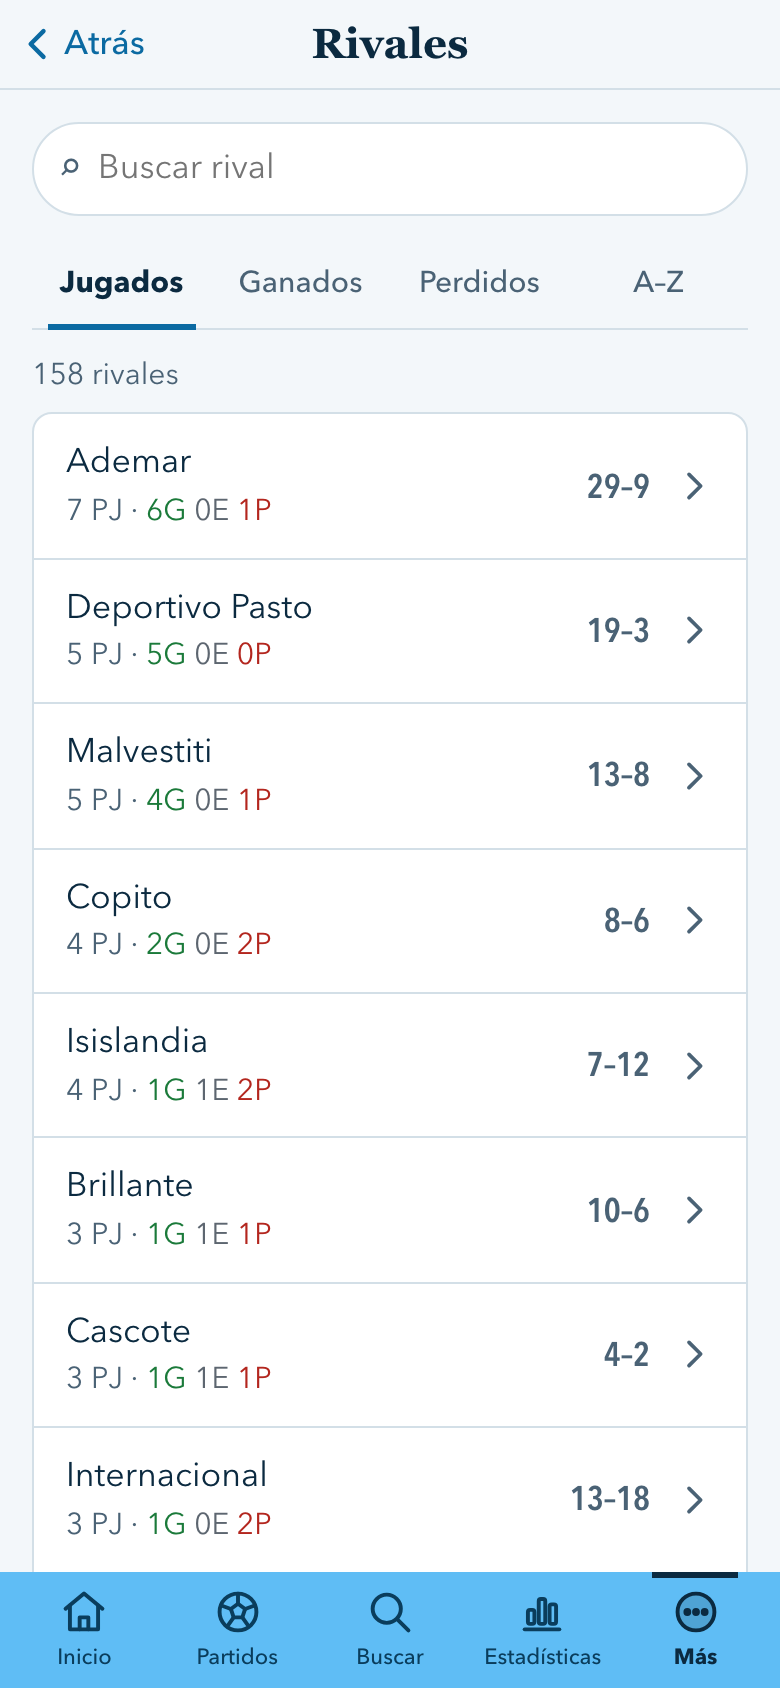 Atrás
Rivales
Buscar rival
Jugados Ganados Perdidos A–Z
158 rivales
Ademar
7 PJ · 6G 0E 1P
29–9
Deportivo Pasto
5 PJ · 5G 0E 0P
19–3
Malvestiti
5 PJ · 4G 0E 1P
13–8
Copito
4 PJ · 2G 0E 2P
8–6
Isislandia
4 PJ · 1G 1E 2P
7–12
Brillante
3 PJ · 1G 1E 1P
10–6
Cascote
3 PJ · 1G 1E 1P
4–2
Internacional
3 PJ · 1G 0E 2P
13–18
Inicio Partidos Buscar Estadísticas Más